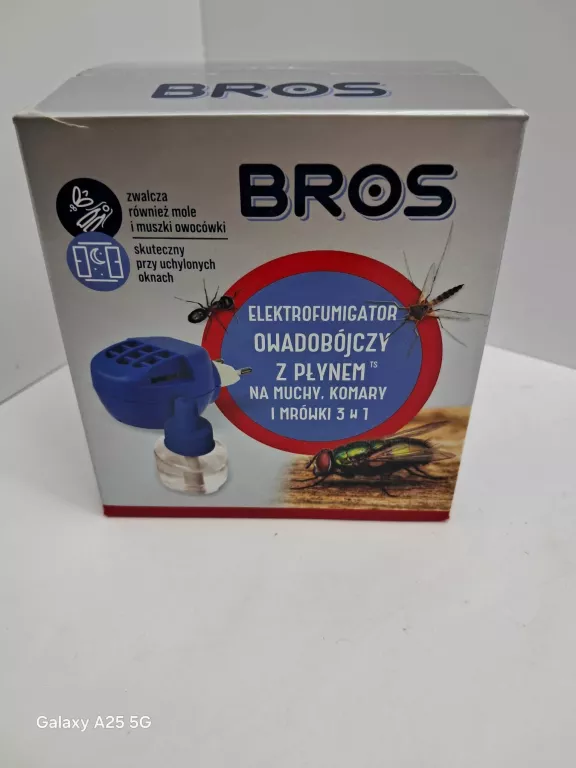 BROS
BROS
zwalcza
również mole
i muszki owocówki
skuteczny
przy uchylonych
oknach
ELEKTROFUMIGATOR
OWADOBÓJCZY
Z PŁYNEM TS
NA MUCHY, KOMARY
I MRÓWKI 3 W 1
Galaxy A25 5G